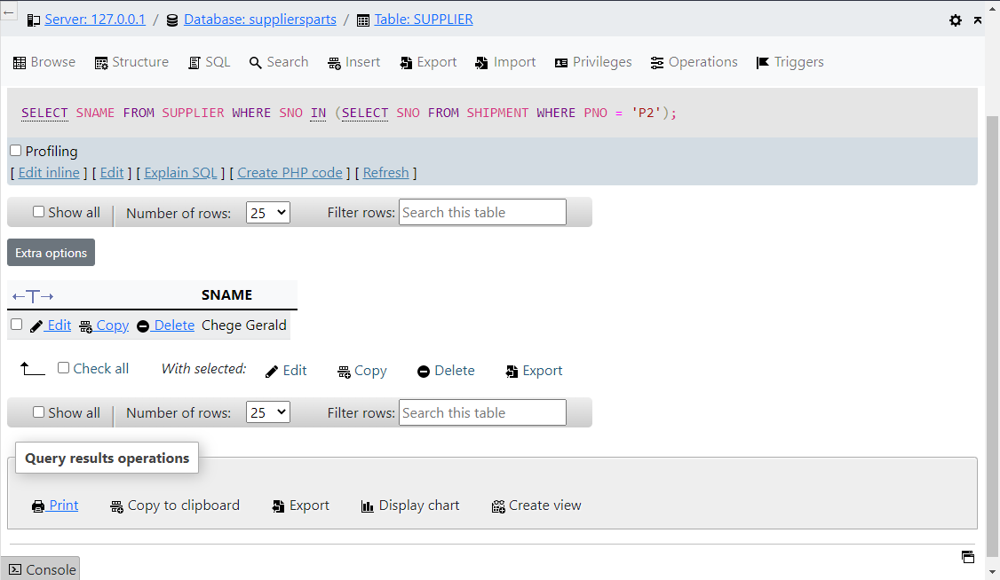 Server: 127.0.0.1 / Database: suppliersparts / Table: SUPPLIER
Browse Structure SQL Search Insert Export Import Privileges Operations Triggers
SELECT SNAME FROM SUPPLIER WHERE SNO IN (SELECT SNO FROM SHIPMENT WHERE PNO = 'P2');
Profiling
[ Edit inline ] [ Edit ] [ Explain SQL ] [ Create PHP code ] [ Refresh ]
Show all Number of rows: 25 Filter rows: Search this table
Extra options
←T→ SNAME
Edit Copy Delete Chege Gerald
Check all With selected: Edit Copy Delete Export
Show all Number of rows: 25 Filter rows: Search this table
Query results operations
Print Copy to clipboard Export Display chart Create view
Console